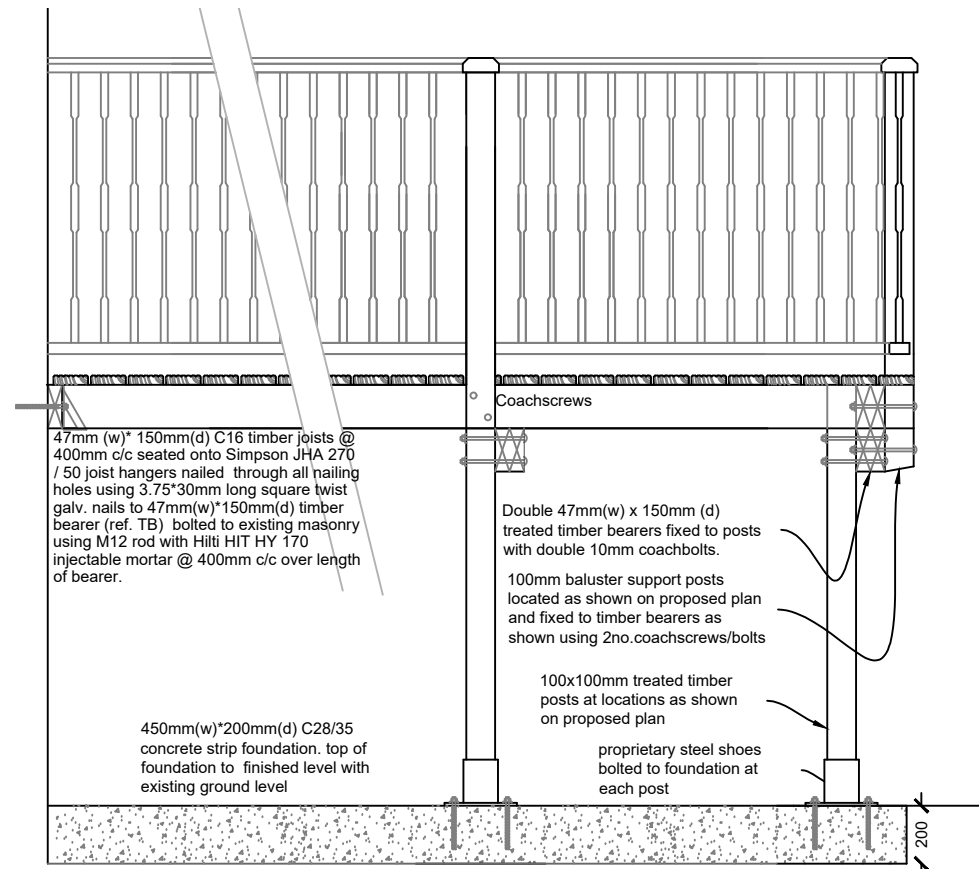 Coachscrews
47mm (w)* 150mm(d) C16 timber joists @
400mm c/c seated onto Simpson JHA 270
/ 50 joist hangers nailed through all nailing
holes using 3.75*30mm long square twist
galv. nails to 47mm(w)*150mm(d) timber
bearer (ref. TB) bolted to existing masonry
using M12 rod with Hilti HIT HY 170
injectable mortar @ 400mm c/c over length
of bearer.
Double 47mm(w) x 150mm (d)
treated timber bearers fixed to posts
with double 10mm coachbolts.
100mm baluster support posts
located as shown on proposed plan
and fixed to timber bearers as
shown using 2no.coachscrews/bolts
100x100mm treated timber
posts at locations as shown
on proposed plan
450mm(w)*200mm(d) C28/35
concrete strip foundation. top of
foundation to finished level with
existing ground level
proprietary steel shoes
bolted to foundation at
each post
200